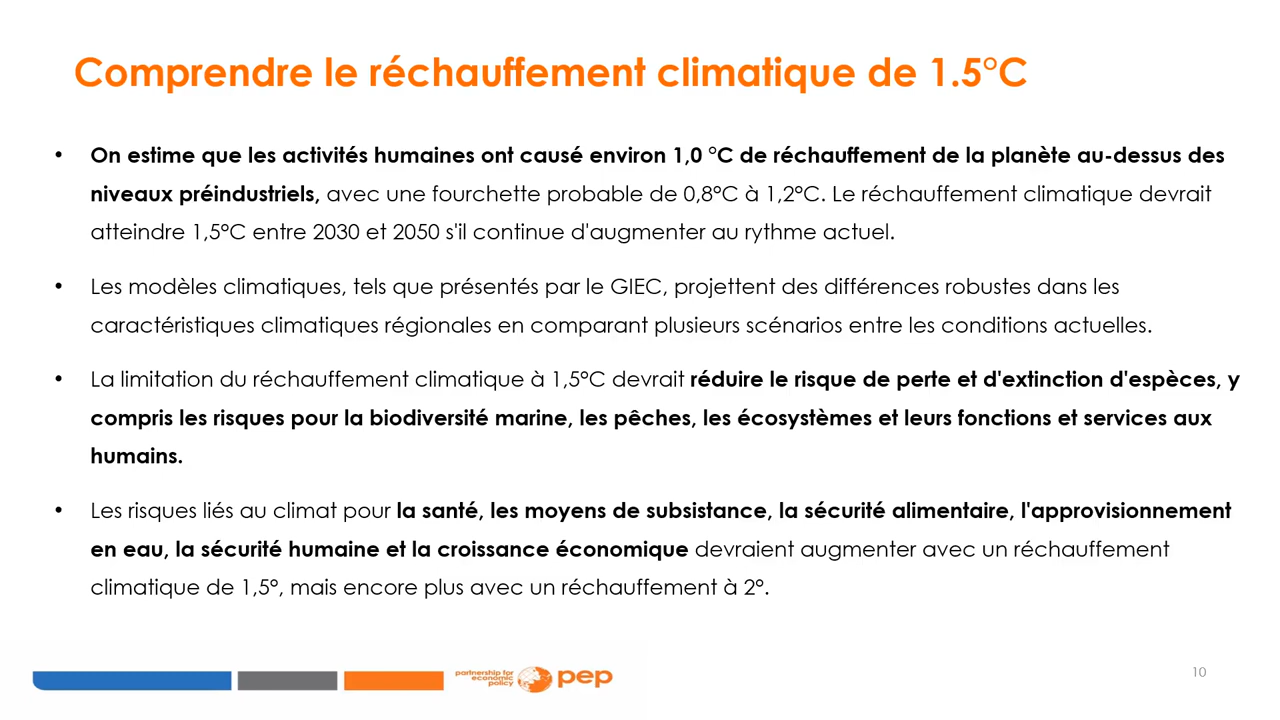 Comprendre le réchauffement climatique de 1.5°C
• On estime que les activités humaines ont causé environ 1,0 °C de réchauffement de la planète au-dessus des
niveaux préindustriels, avec une fourchette probable de 0,8°C à 1,2°C. Le réchauffement climatique devrait
atteindre 1,5°C entre 2030 et 2050 s'il continue d'augmenter au rythme actuel.
• Les modèles climatiques, tels que présentés par le GIEC, projettent des différences robustes dans les
caractéristiques climatiques régionales en comparant plusieurs scénarios entre les conditions actuelles.
• La limitation du réchauffement climatique à 1,5°C devrait réduire le risque de perte et d'extinction d'espèces, y
compris les risques pour la biodiversité marine, les pêches, les écosystèmes et leurs fonctions et services aux
humains.
• Les risques liés au climat pour la santé, les moyens de subsistance, la sécurité alimentaire, l'approvisionnement
en eau, la sécurité humaine et la croissance économique devraient augmenter avec un réchauffement
climatique de 1,5°, mais encore plus avec un réchauffement à 2°.
partnership for
economic
policy
pep
10